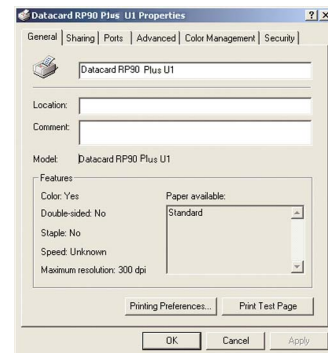 Datacard RP90 Plus U1 Properties
General Sharing Ports Advanced Color Management Security
Datacard RP90 Plus U1
Location:
Comment:
Model: Datacard RP90 Plus U1
Features
Color: Yes
Paper available:
Double-sided: No
Standard
Staple: No
Speed: Unknown
Maximum resolution: 300 dpi
Printing Preferences... Print Test Page
OK Cancel Apply